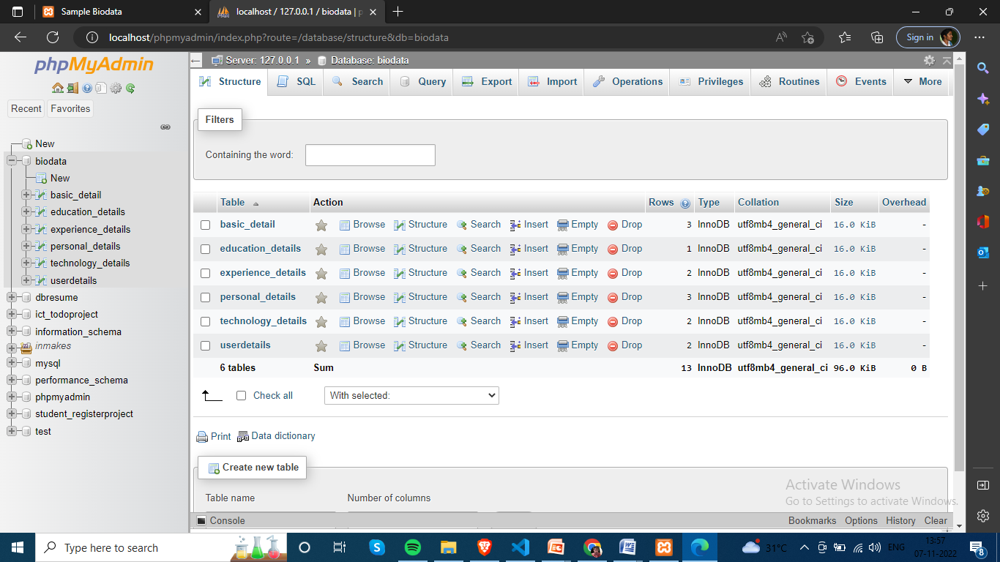 Sample Biodata
localhost / 127.0.0.1 / biodata | p
localhost/phpmyadmin/index.php?route=/database/structure&db=biodata
Sign in
phpMyAdmin
Recent Favorites
New
biodata
New
basic_detail
education_details
experience_details
personal_details
technology_details
userdetails
dbresume
ict_todoproject
information_schema
inmakes
mysql
performance_schema
phpmyadmin
student_registerproject
test
Server: 127.0.0.1 » Database: biodata
Structure SQL Search Query Export Import Operations Privileges Routines Events More
Filters
Containing the word:
Table Action Rows Type Collation Size Overhead
basic_detail Browse Structure Search Insert Empty Drop 3 InnoDB utf8mb4_general_ci 16.0 KiB -
education_details Browse Structure Search Insert Empty Drop 1 InnoDB utf8mb4_general_ci 16.0 KiB -
experience_details Browse Structure Search Insert Empty Drop 2 InnoDB utf8mb4_general_ci 16.0 KiB -
personal_details Browse Structure Search Insert Empty Drop 3 InnoDB utf8mb4_general_ci 16.0 KiB -
technology_details Browse Structure Search Insert Empty Drop 2 InnoDB utf8mb4_general_ci 16.0 KiB -
userdetails Browse Structure Search Insert Empty Drop 2 InnoDB utf8mb4_general_ci 16.0 KiB -
6 tables Sum 13 InnoDB utf8mb4_general_ci 96.0 KiB 0 B
Check all With selected:
Print Data dictionary
Create new table
Table name Number of columns
Activate Windows
Go to Settings to activate Windows.
Console Bookmarks Options History Clear
Type here to search
31°C ENG
13:57
07-11-2022
8